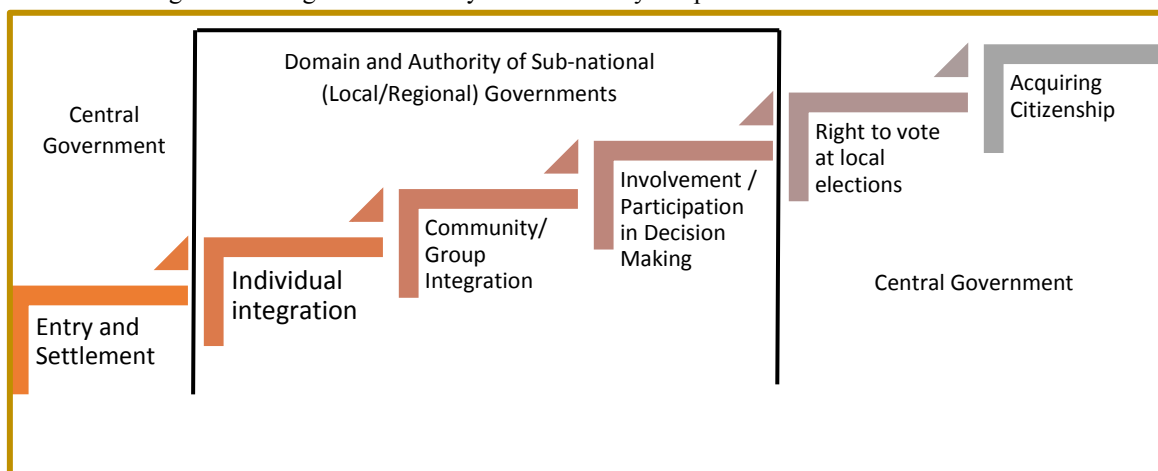 Domain and Authority of Sub-national
(Local/Regional) Governments
Central
Government
Acquiring
Citizenship
Right to vote
at local
elections
Involvement /
Participation
in Decision
Making
Community/
Group
Integration
Individual
integration
Entry and
Settlement
Central Government